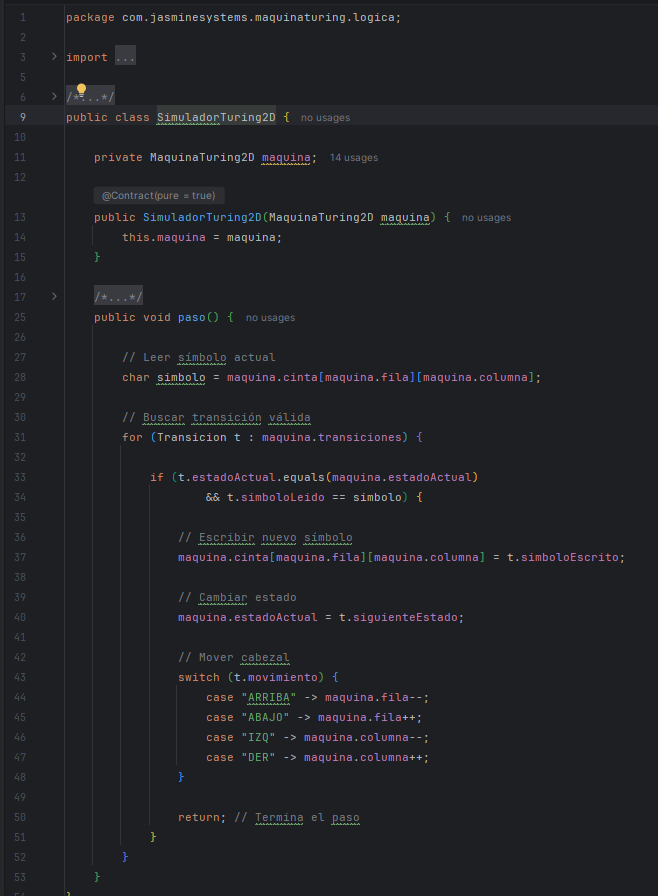 1 package com.jasminesystems.maquinaturing.logica;
2
3 import ...
5
6 /*...*/
9 public class SimuladorTuring2D { no usages
10
11 private MaquinaTuring2D maquina; 14 usages
12
@Contract(pure = true)
13 public SimuladorTuring2D(MaquinaTuring2D maquina) { no usages
14 this.maquina = maquina;
15 }
16
17 /*...*/
25 public void paso() { no usages
26
27 // Leer símbolo actual
28 char simbolo = maquina.cinta[maquina.fila][maquina.columna];
29
30 // Buscar transición válida
31 for (Transicion t : maquina.transiciones) {
32
33 if (t.estadoActual.equals(maquina.estadoActual)
34 && t.simboloLeido == simbolo) {
35
36 // Escribir nuevo símbolo
37 maquina.cinta[maquina.fila][maquina.columna] = t.simboloEscrito;
38
39 // Cambiar estado
40 maquina.estadoActual = t.siguienteEstado;
41
42 // Mover cabezal
43 switch (t.movimiento) {
44 case "ARRIBA" -> maquina.fila--;
45 case "ABAJO" -> maquina.fila++;
46 case "IZQ" -> maquina.columna--;
47 case "DER" -> maquina.columna++;
48 }
49
50 return; // Termina el paso
51 }
52 }
53 }